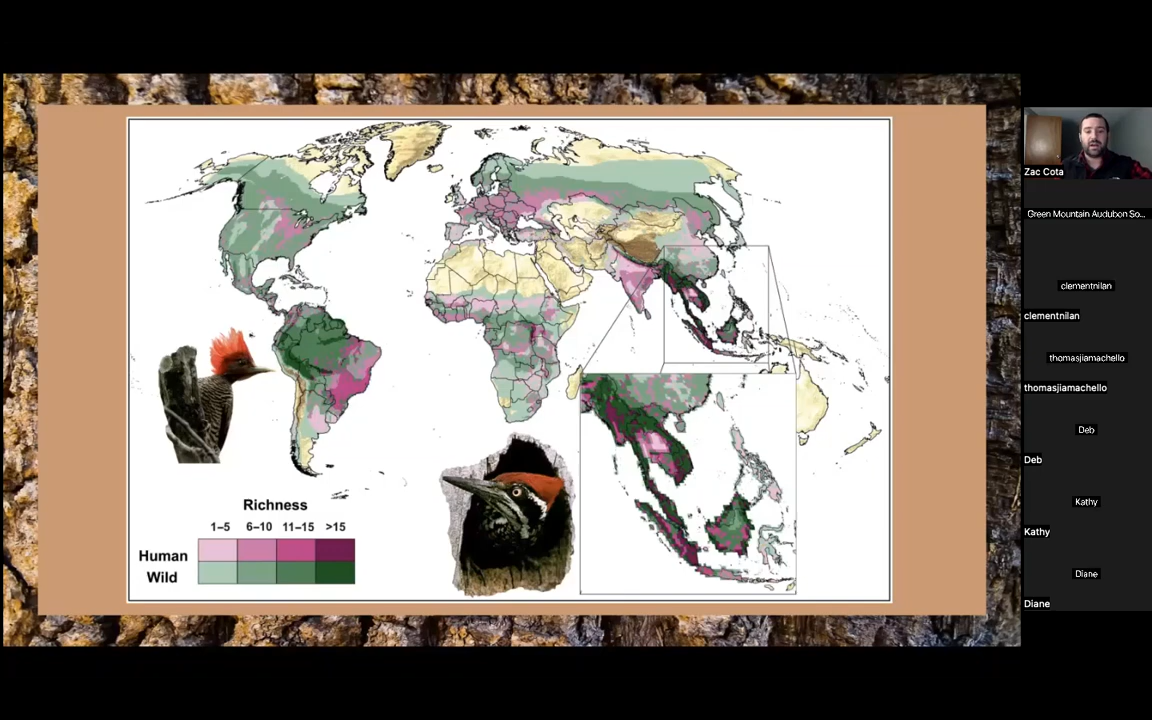 Richness
1–5 6–10 11–15 >15
Human
Wild
Zac Cota
Green Mountain Audubon So...
clementnilan
clementnilan
thomasjiamachello
thomasjiamachello
Deb
Deb
Kathy
Kathy
Diane
Diane